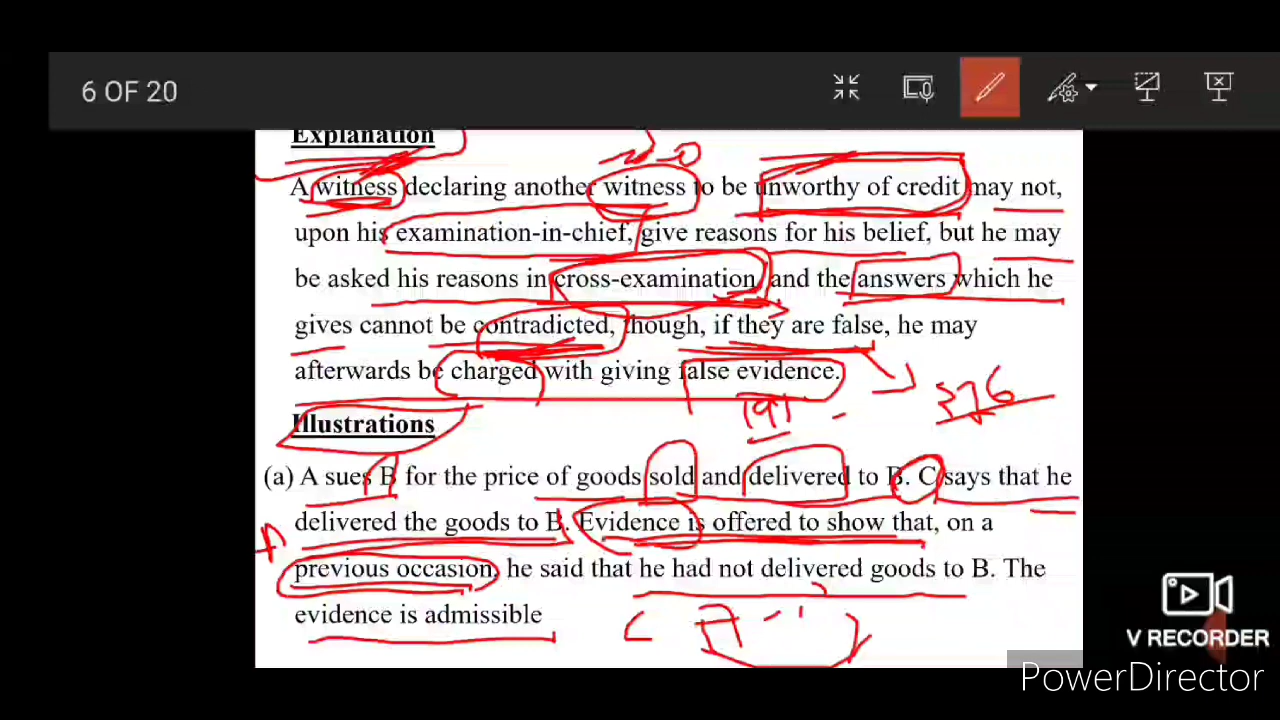 6 OF 20
Explanation
A witness declaring another witness to be unworthy of credit may not,
upon his examination-in-chief, give reasons for his belief, but he may
be asked his reasons in cross-examination, and the answers which he
gives cannot be contradicted, though, if they are false, he may
afterwards be charged with giving false evidence.
376
191
Illustrations
(a) A sues B for the price of goods sold and delivered to B. C says that he
delivered the goods to B. Evidence is offered to show that, on a
previous occasion, he said that he had not delivered goods to B. The
evidence is admissible
V RECORDER
PowerDirector